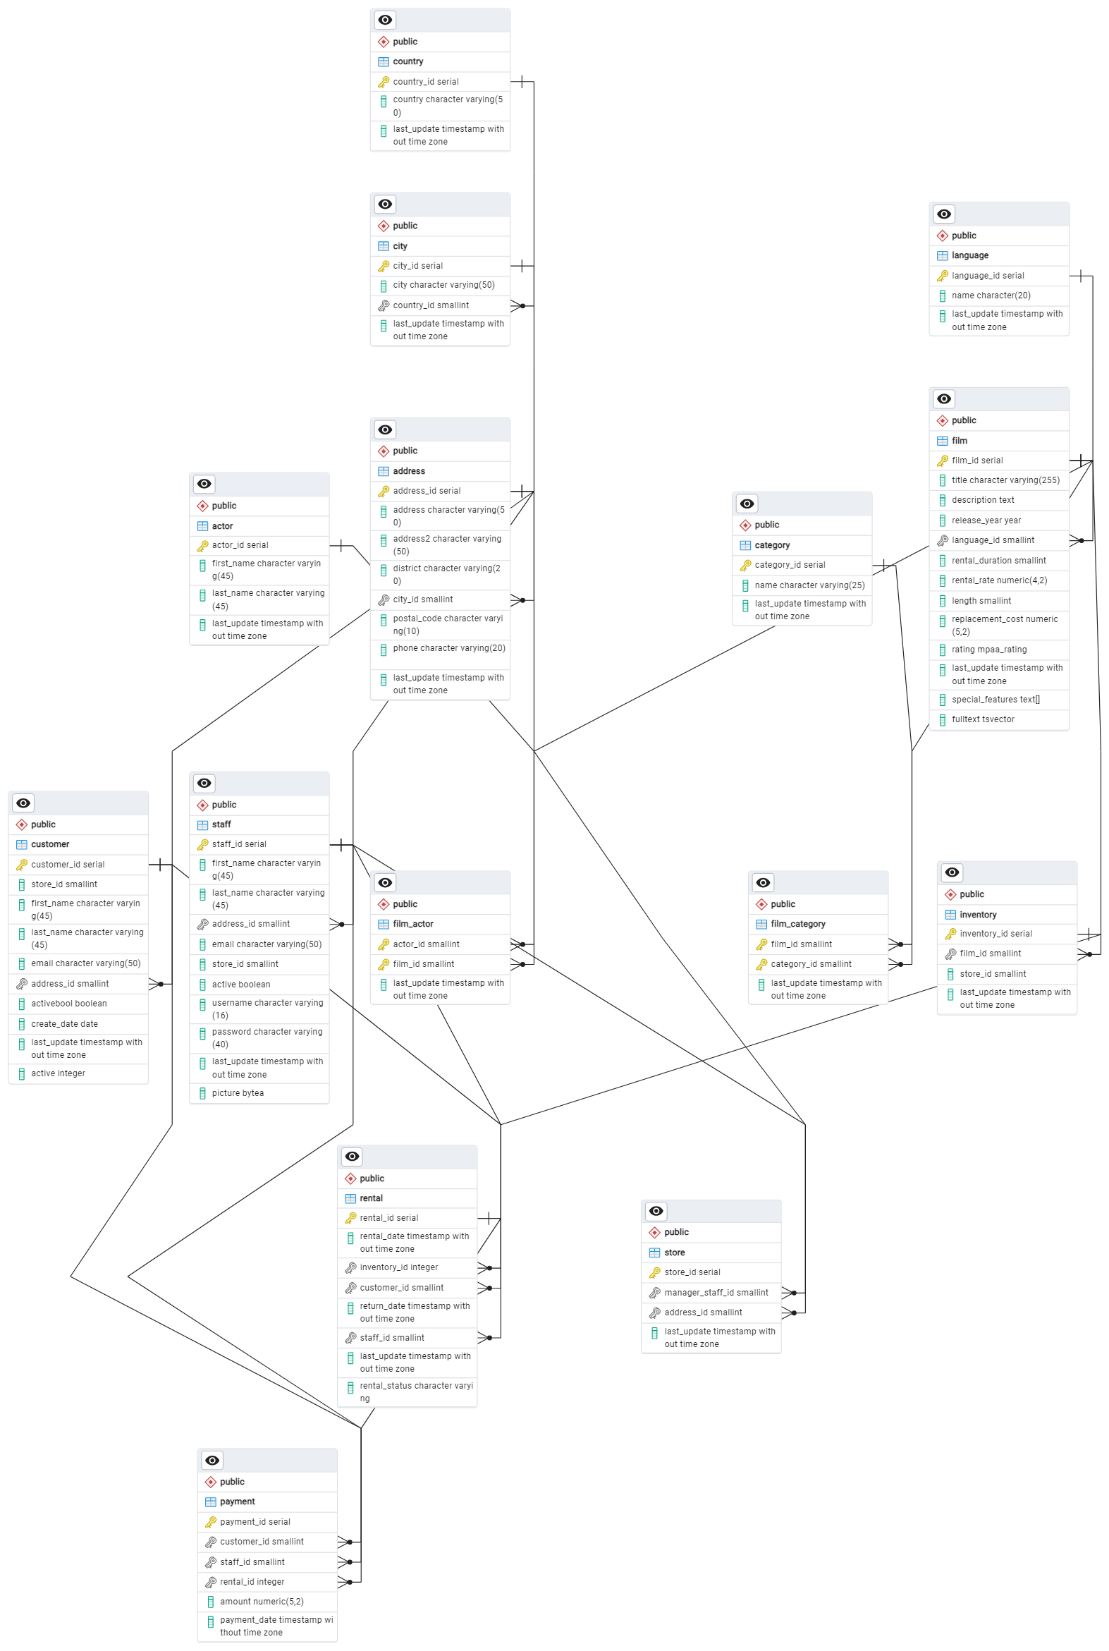 public
country
country_id serial
country character varying(5
0)
last_update timestamp with
out time zone
public
city
city_id serial
city character varying(50)
country_id smallint
last_update timestamp with
out time zone
public
language
language_id serial
name character(20)
last_update timestamp with
out time zone
public
film
film_id serial
title character varying(255)
description text
release_year year
language_id smallint
rental_duration smallint
rental_rate numeric(4,2)
length smallint
replacement_cost numeric
(5,2)
rating mpaa_rating
last_update timestamp with
out time zone
special_features text[]
fulltext tsvector
public
address
address_id serial
address character varying(5
0)
address2 character varying
(50)
district character varying(2
0)
city_id smallint
postal_code character varyi
ng(10)
phone character varying(20)
last_update timestamp with
out time zone
public
actor
actor_id serial
first_name character varyin
g(45)
last_name character varying
(45)
last_update timestamp with
out time zone
public
category
category_id serial
name character varying(25)
last_update timestamp with
out time zone
public
customer
customer_id serial
store_id smallint
first_name character varyin
g(45)
last_name character varying
(45)
email character varying(50)
address_id smallint
activebool boolean
create_date date
last_update timestamp with
out time zone
active integer
public
staff
staff_id serial
first_name character varyin
g(45)
last_name character varying
(45)
address_id smallint
email character varying(50)
store_id smallint
active boolean
username character varying
(16)
password character varying
(40)
last_update timestamp with
out time zone
picture bytea
public
film_actor
actor_id smallint
film_id smallint
last_update timestamp with
out time zone
public
film_category
film_id smallint
category_id smallint
last_update timestamp with
out time zone
public
inventory
inventory_id serial
film_id smallint
store_id smallint
last_update timestamp with
out time zone
public
rental
rental_id serial
rental_date timestamp with
out time zone
inventory_id integer
customer_id smallint
return_date timestamp with
out time zone
staff_id smallint
last_update timestamp with
out time zone
rental_status character varyi
ng
public
store
store_id serial
manager_staff_id smallint
address_id smallint
last_update timestamp with
out time zone
public
payment
payment_id serial
customer_id smallint
staff_id smallint
rental_id integer
amount numeric(5,2)
payment_date timestamp wi
thout time zone